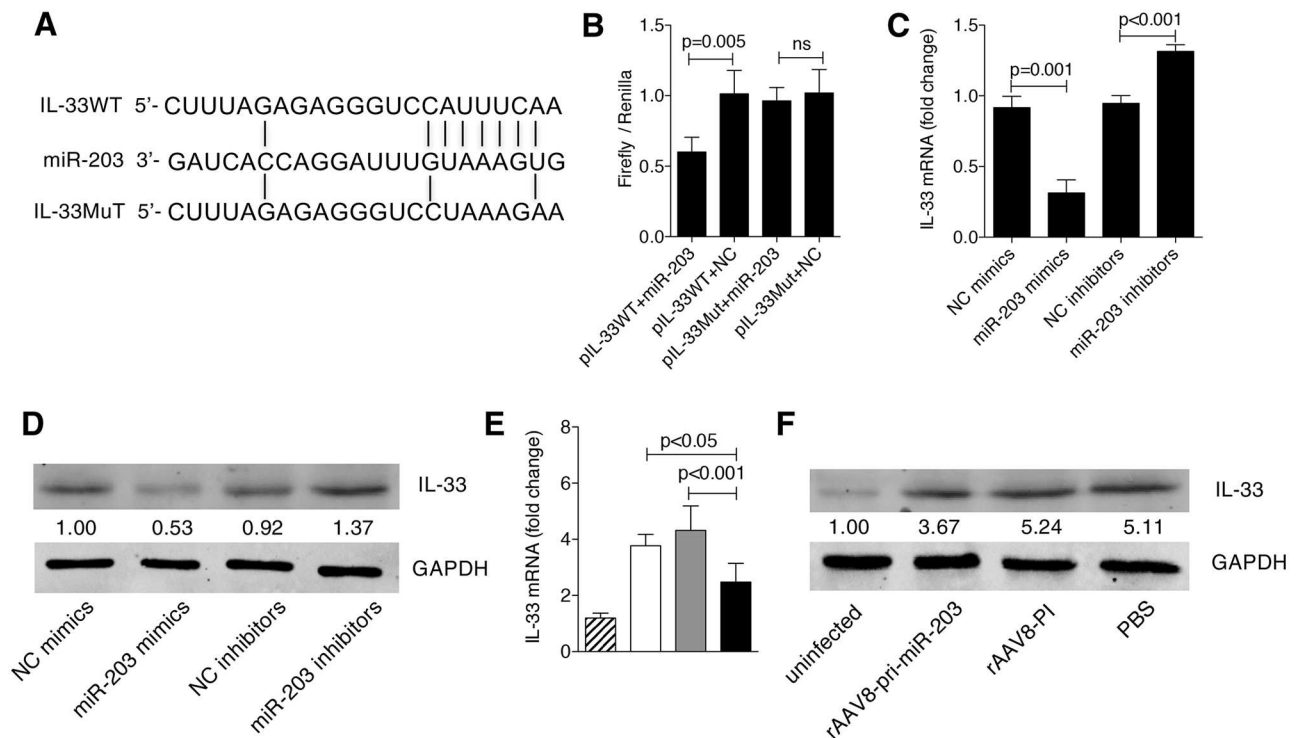 A
IL-33WT 5’- CUUUAGAGAGGGUCCAUUUCAA
miR-203 3’- GAUCACCAGGAUUUGUAAAGUG
IL-33MuT 5’- CUUUAGAGAGGGUCCUAAAGAA
B
Firefly / Renilla
1.5
1.0
0.5
0.0
p=0.005
ns
pIL-33WT+miR-203
pIL-33WT+NC
pIL-33Mut+miR-203
pIL-33Mut+NC
C
IL-33 mRNA (fold change)
1.5
1.0
0.5
0.0
p=0.001
p<0.001
NC mimics
miR-203 mimics
NC inhibitors
miR-203 inhibitors
D
IL-33
1.00 0.53 0.92 1.37
GAPDH
NC mimics
miR-203 mimics
NC inhibitors
miR-203 inhibitors
E
IL-33 mRNA (fold change)
8
6
4
2
0
p<0.05
p<0.001
F
IL-33
1.00 3.67 5.24 5.11
GAPDH
uninfected
rAAV8-pri-miR-203
rAAV8-PI
PBS